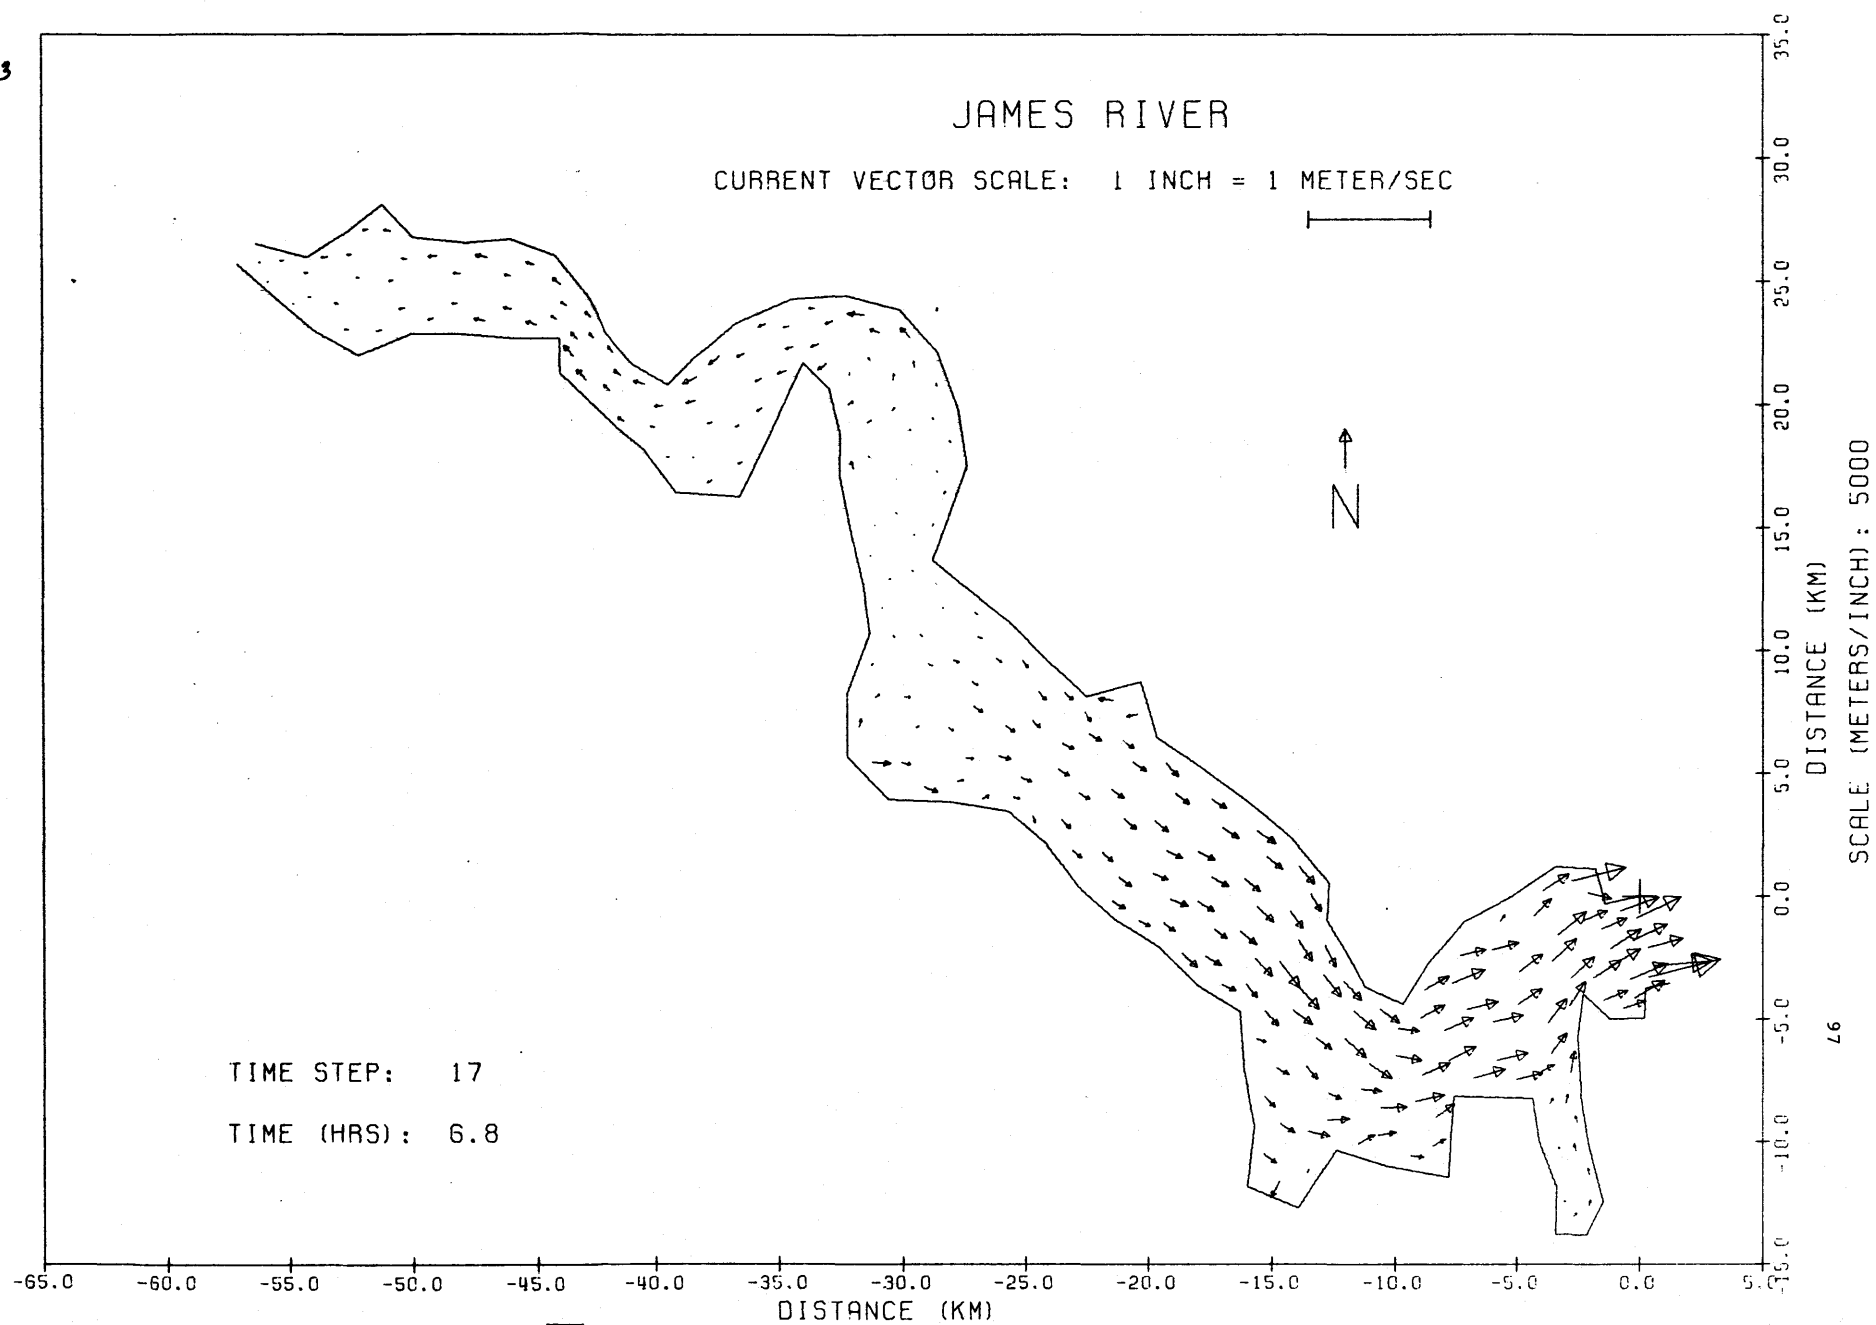 3
JAMES RIVER
CURRENT VECTOR SCALE: 1 INCH = 1 METER/SEC
N
TIME STEP: 17
TIME (HRS): 6.8
-65.0 -60.0 -55.0 -50.0 -45.0 -40.0 -35.0 -30.0 -25.0 -20.0 -15.0 -10.0 -5.0 0.0 5.0
DISTANCE (KM)
-15.0 -10.0 -5.0 0.0 5.0 10.0 15.0 20.0 25.0 30.0 35.0
DISTANCE (KM)
SCALE (METERS/INCH): 5000